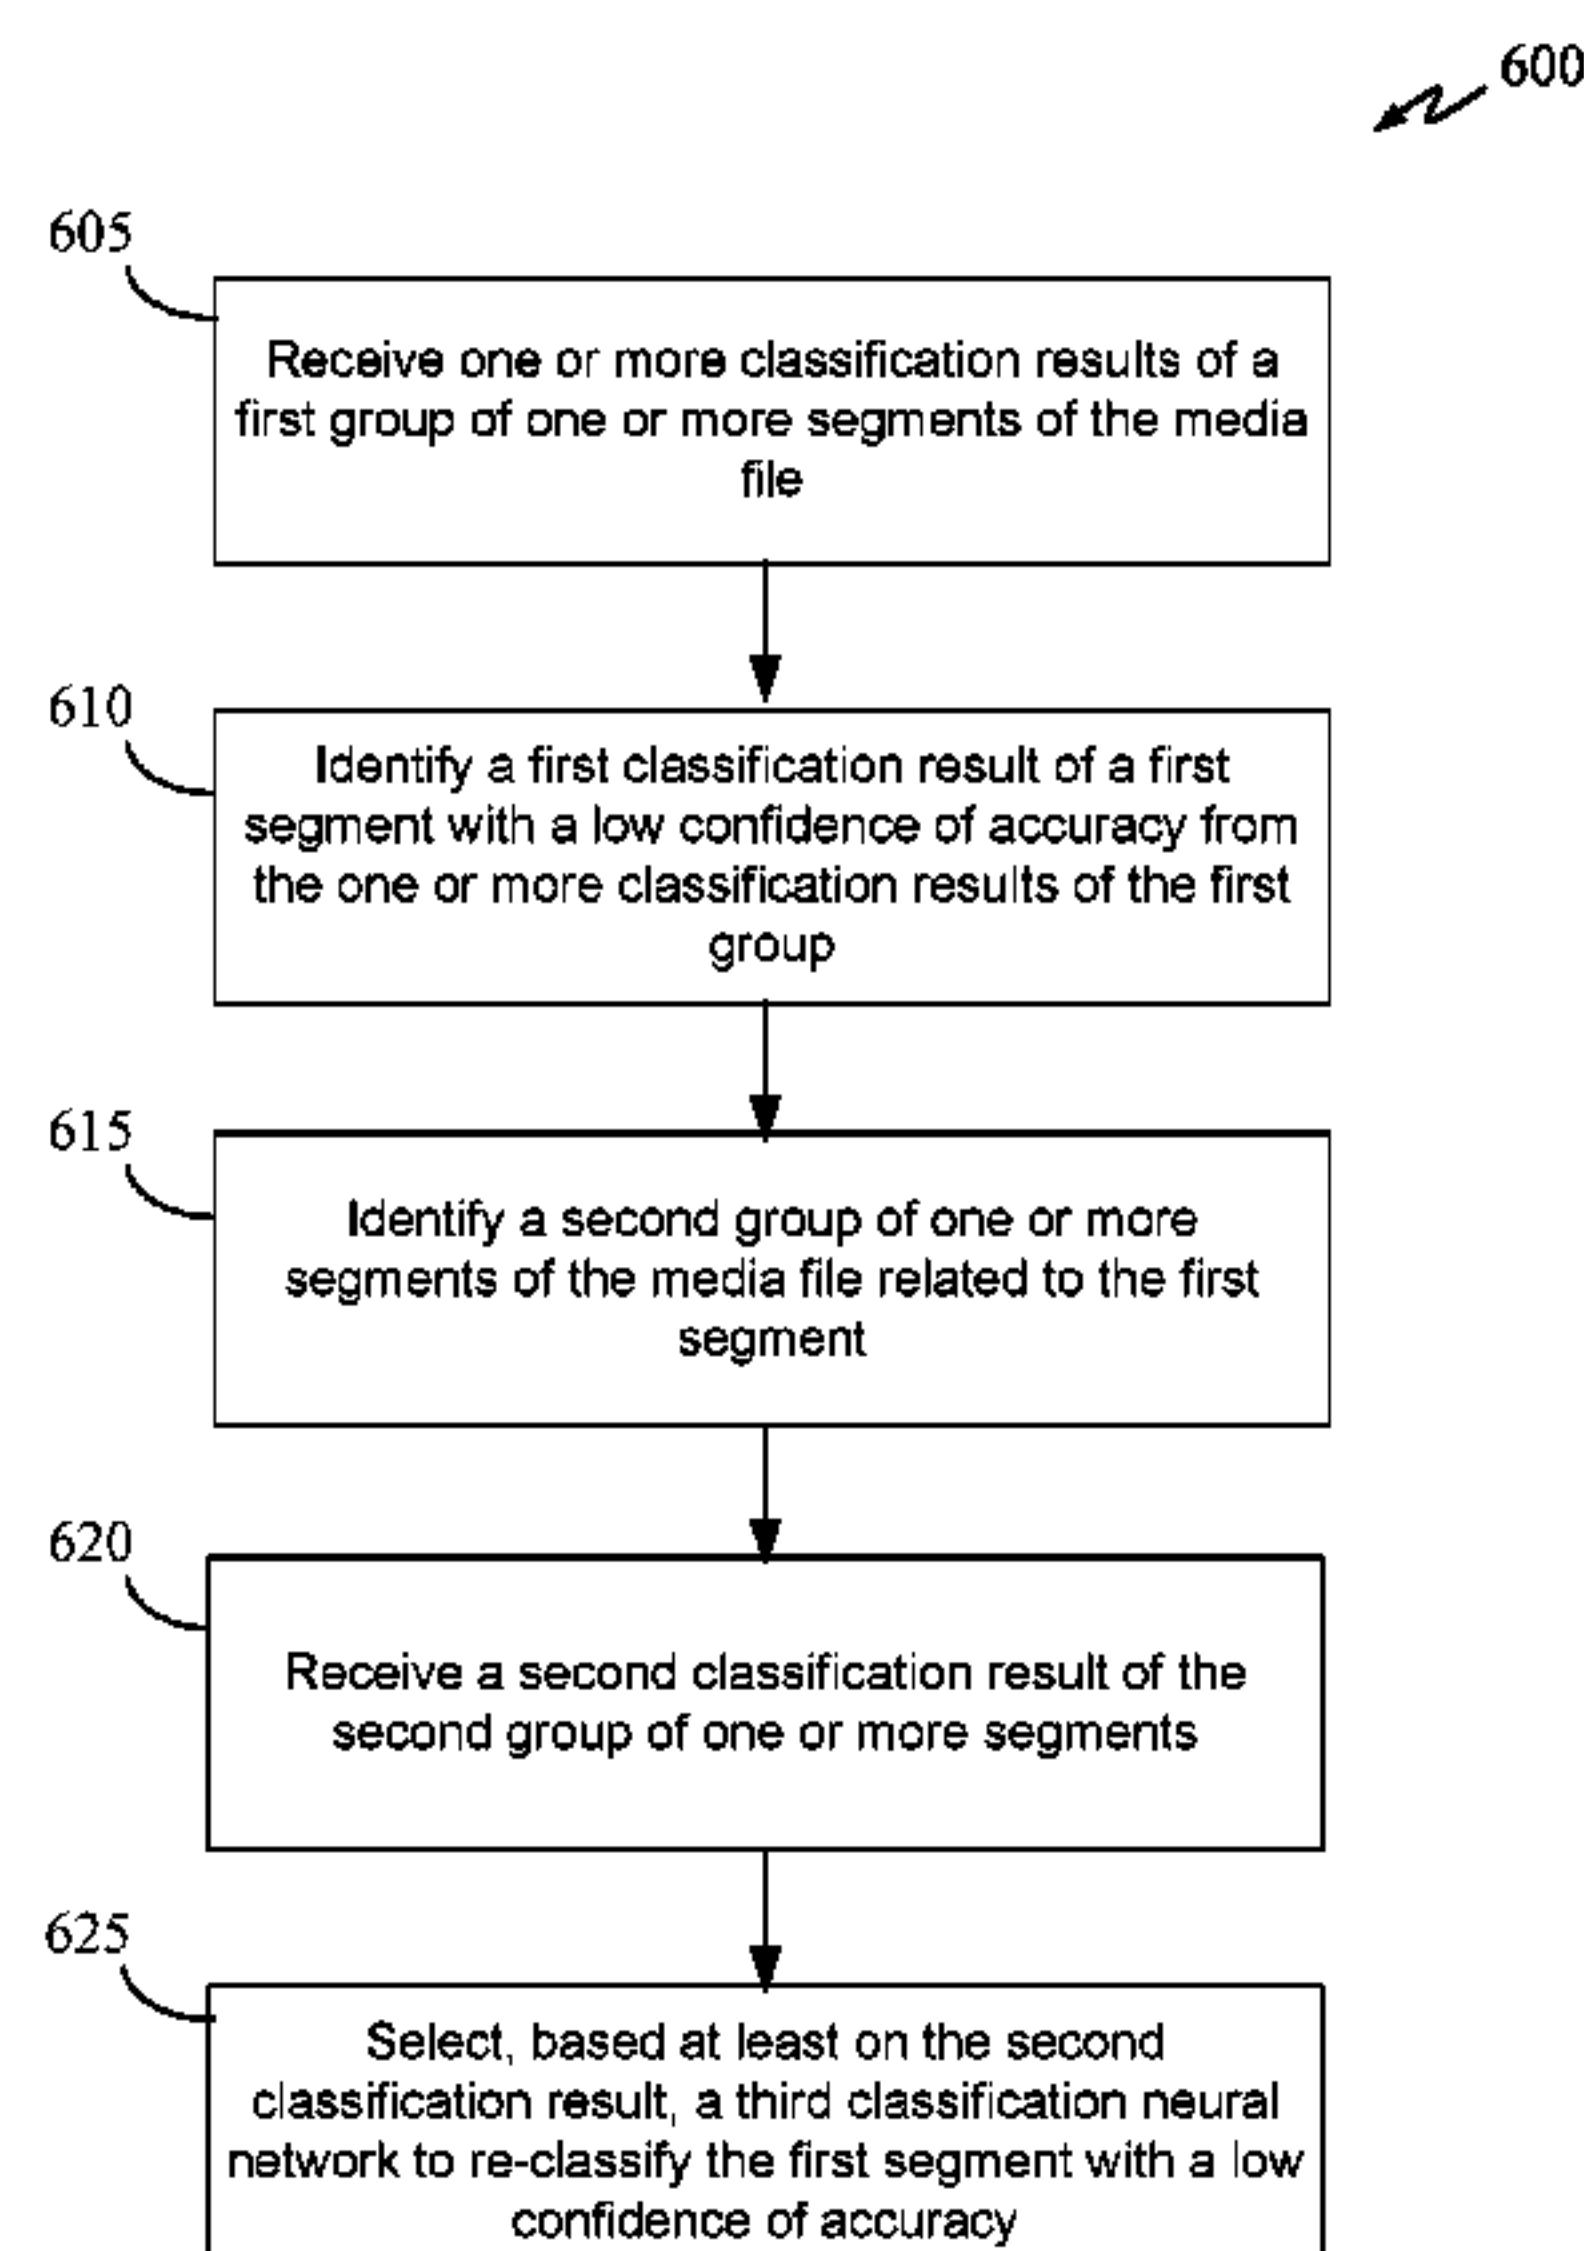 600
605
Receive one or more classification results of a
first group of one or more segments of the media
file
610
Identify a first classification result of a first
segment with a low confidence of accuracy from
the one or more classification results of the first
group
615
Identify a second group of one or more
segments of the media file related to the first
segment
620
Receive a second classification result of the
second group of one or more segments
625
Select, based at least on the second
classification result, a third classification neural
network to re-classify the first segment with a low
confidence of accuracy